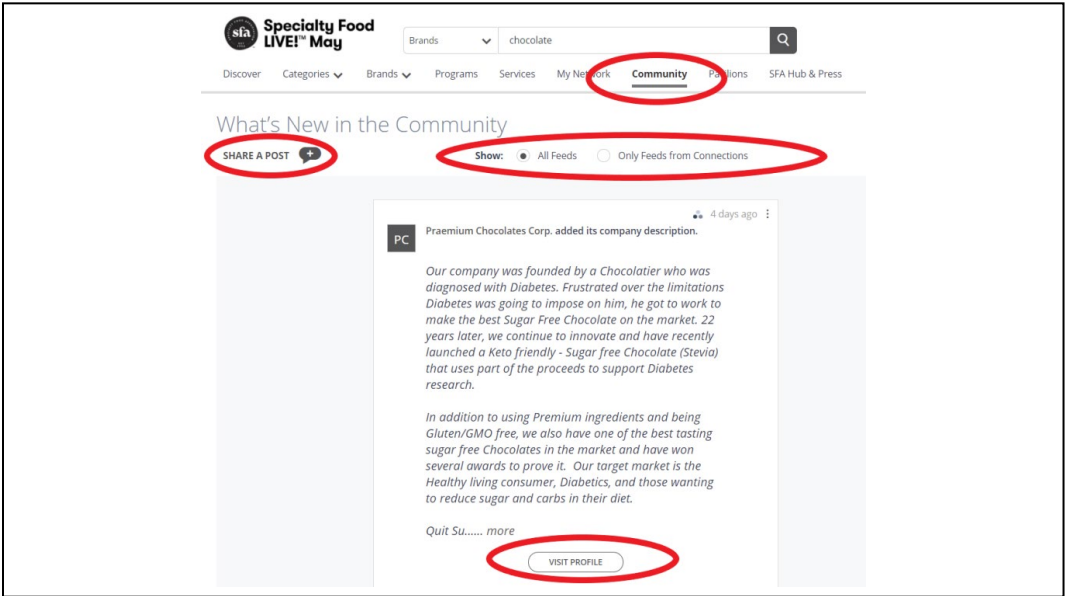 sfa
Specialty Food
LIVE!™ May
Brands
chocolate
Discover Categories Brands Programs Services My Network Community Pavilions SFA Hub & Press
What's New in the Community
SHARE A POST +
Show: All Feeds Only Feeds from Connections
4 days ago
PC
Praemium Chocolates Corp. added its company description.
Our company was founded by a Chocolatier who was
diagnosed with Diabetes. Frustrated over the limitations
Diabetes was going to impose on him, he got to work to
make the best Sugar Free Chocolate on the market. 22
years later, we continue to innovate and have recently
launched a Keto friendly - Sugar free Chocolate (Stevia)
that uses part of the proceeds to support Diabetes
research.
In addition to using Premium ingredients and being
Gluten/GMO free, we also have one of the best tasting
sugar free Chocolates in the market and have won
several awards to prove it. Our target market is the
Healthy living consumer, Diabetics, and those wanting
to reduce sugar and carbs in their diet.
Quit Su...... more
VISIT PROFILE